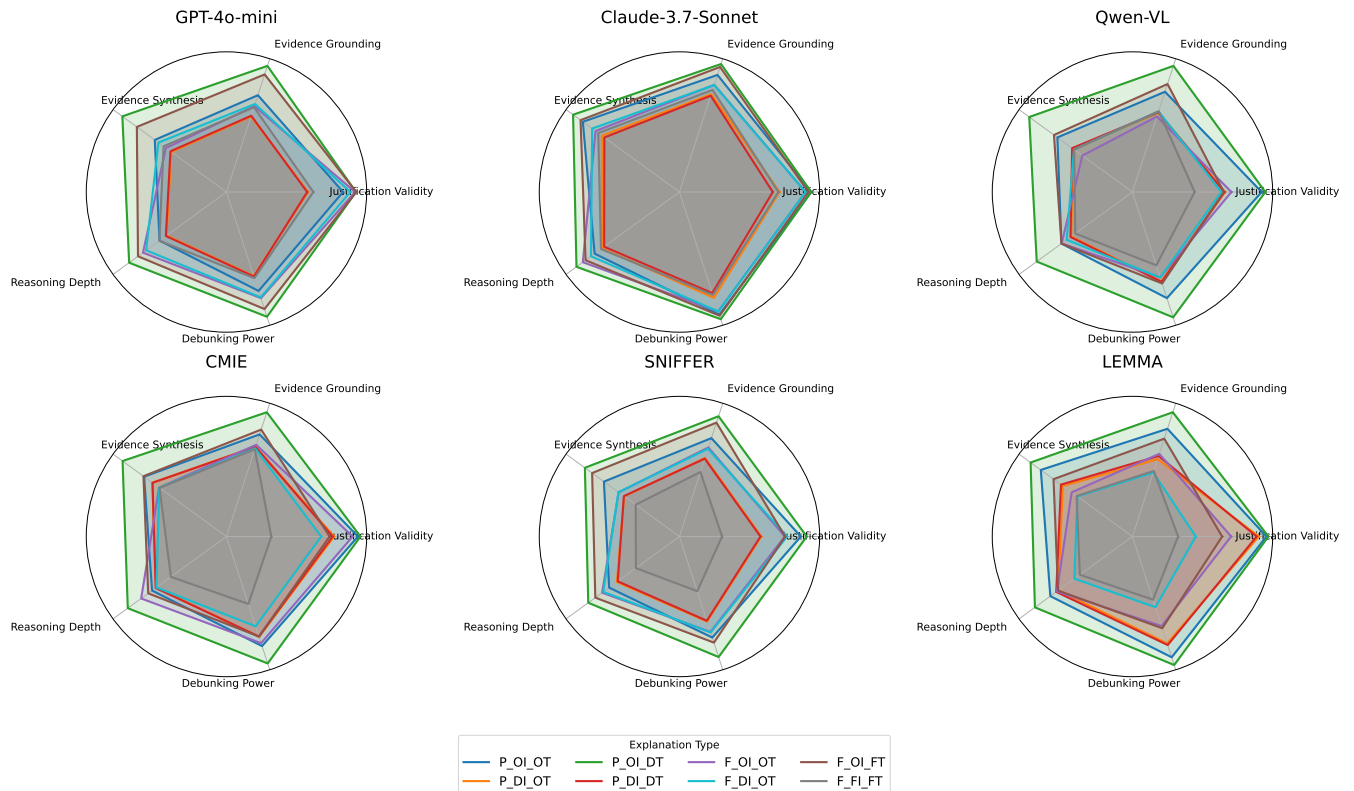 GPT-4o-mini
Claude-3.7-Sonnet
Qwen-VL
Evidence Grounding
Evidence Grounding
Evidence Grounding
Evidence Synthesis
Evidence Synthesis
Evidence Synthesis
Justification Validity
Justification Validity
Justification Validity
Reasoning Depth
Reasoning Depth
Reasoning Depth
Debunking Power
Debunking Power
Debunking Power
CMIE
SNIFFER
LEMMA
Evidence Grounding
Evidence Grounding
Evidence Grounding
Evidence Synthesis
Evidence Synthesis
Evidence Synthesis
Justification Validity
Justification Validity
Justification Validity
Reasoning Depth
Reasoning Depth
Reasoning Depth
Debunking Power
Debunking Power
Debunking Power
Explanation Type
P_OI_OT P_OI_DT F_OI_OT F_OI_FT
P_DI_OT P_DI_DT F_DI_OT F_FI_FT